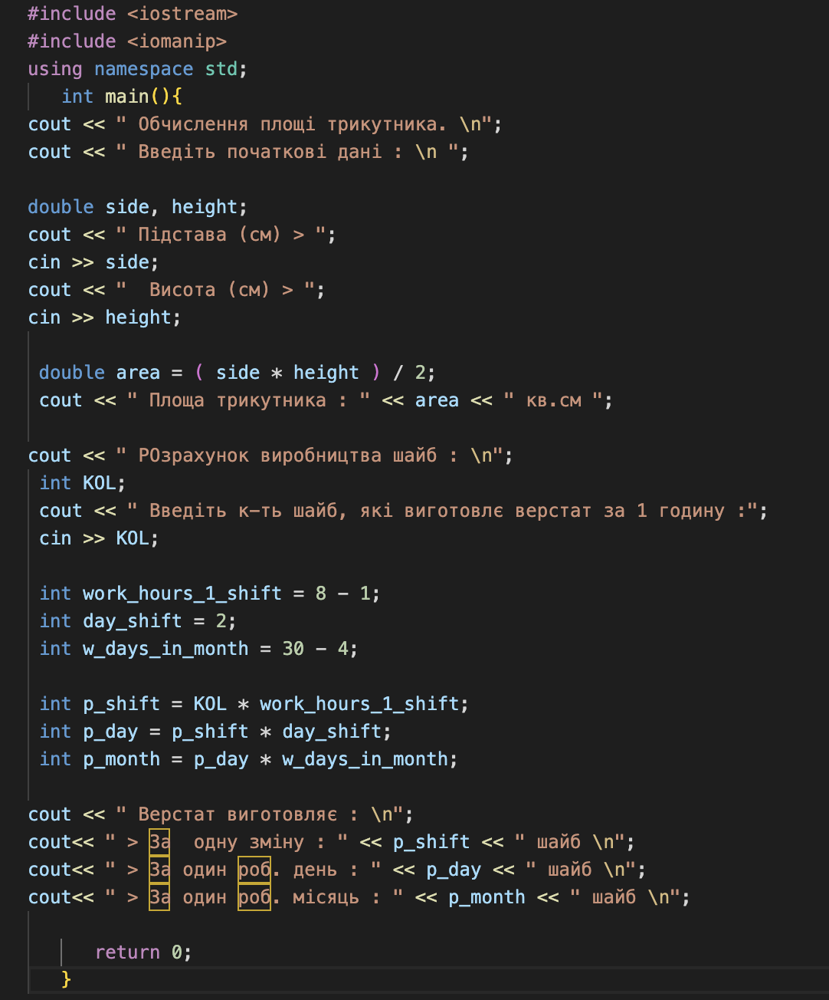 #include <iostream>
#include <iomanip>
using namespace std;
int main(){
cout << " Обчислення площі трикутника. \n";
cout << " Введіть початкові дані : \n ";
double side, height;
cout << " Підстава (см) > ";
cin >> side;
cout << "  Висота (см) > ";
cin >> height;
double area = ( side * height ) / 2;
cout << " Площа трикутника : " << area << " кв.см ";
cout << " РОзрахунок виробництва шайб : \n";
int KOL;
cout << " Введіть к-ть шайб, які виготовлє верстат за 1 годину :";
cin >> KOL;
int work_hours_1_shift = 8 - 1;
int day_shift = 2;
int w_days_in_month = 30 - 4;
int p_shift = KOL * work_hours_1_shift;
int p_day = p_shift * day_shift;
int p_month = p_day * w_days_in_month;
cout << " Верстат виготовляє : \n";
cout<< " > За  одну зміну : " << p_shift << " шайб \n";
cout<< " > За один роб. день : " << p_day << " шайб \n";
cout<< " > За один роб. місяць : " << p_month << " шайб \n";
return 0;
}